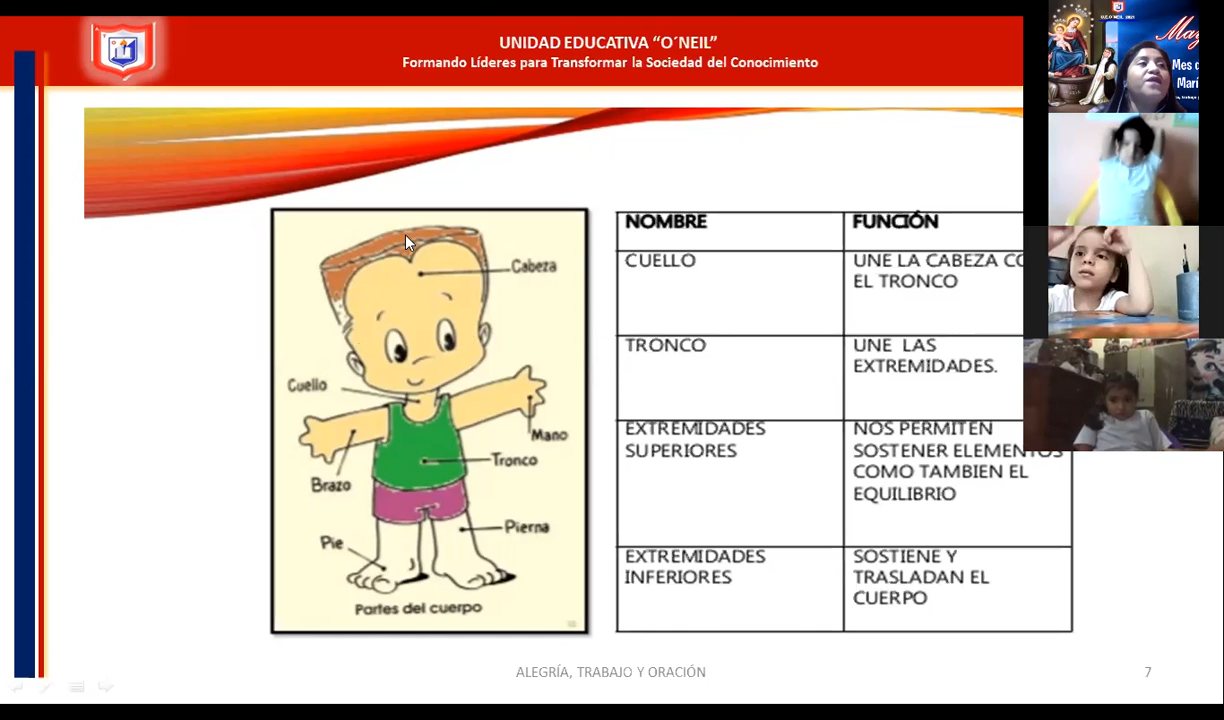 UNIDAD EDUCATIVA “O´NEIL”
Formando Líderes para Transformar la Sociedad del Conocimiento
Cabeza
Cuello
Mano
Tronco
Brazo
Pierna
Pie
Partes del cuerpo
NOMBRE
FUNCIÓN
CUELLO
UNE LA CABEZA
EL TRONCO
TRONCO
UNE LAS
EXTREMIDADES.
EXTREMIDADES
SUPERIORES
NOS PERMITEN
SOSTENER ELEMENTOS
COMO TAMBIEN EL
EQUILIBRIO
EXTREMIDADES
INFERIORES
SOSTIENE Y
TRASLADAN EL
CUERPO
ALEGRÍA, TRABAJO Y ORACIÓN
7
Mes
Marí